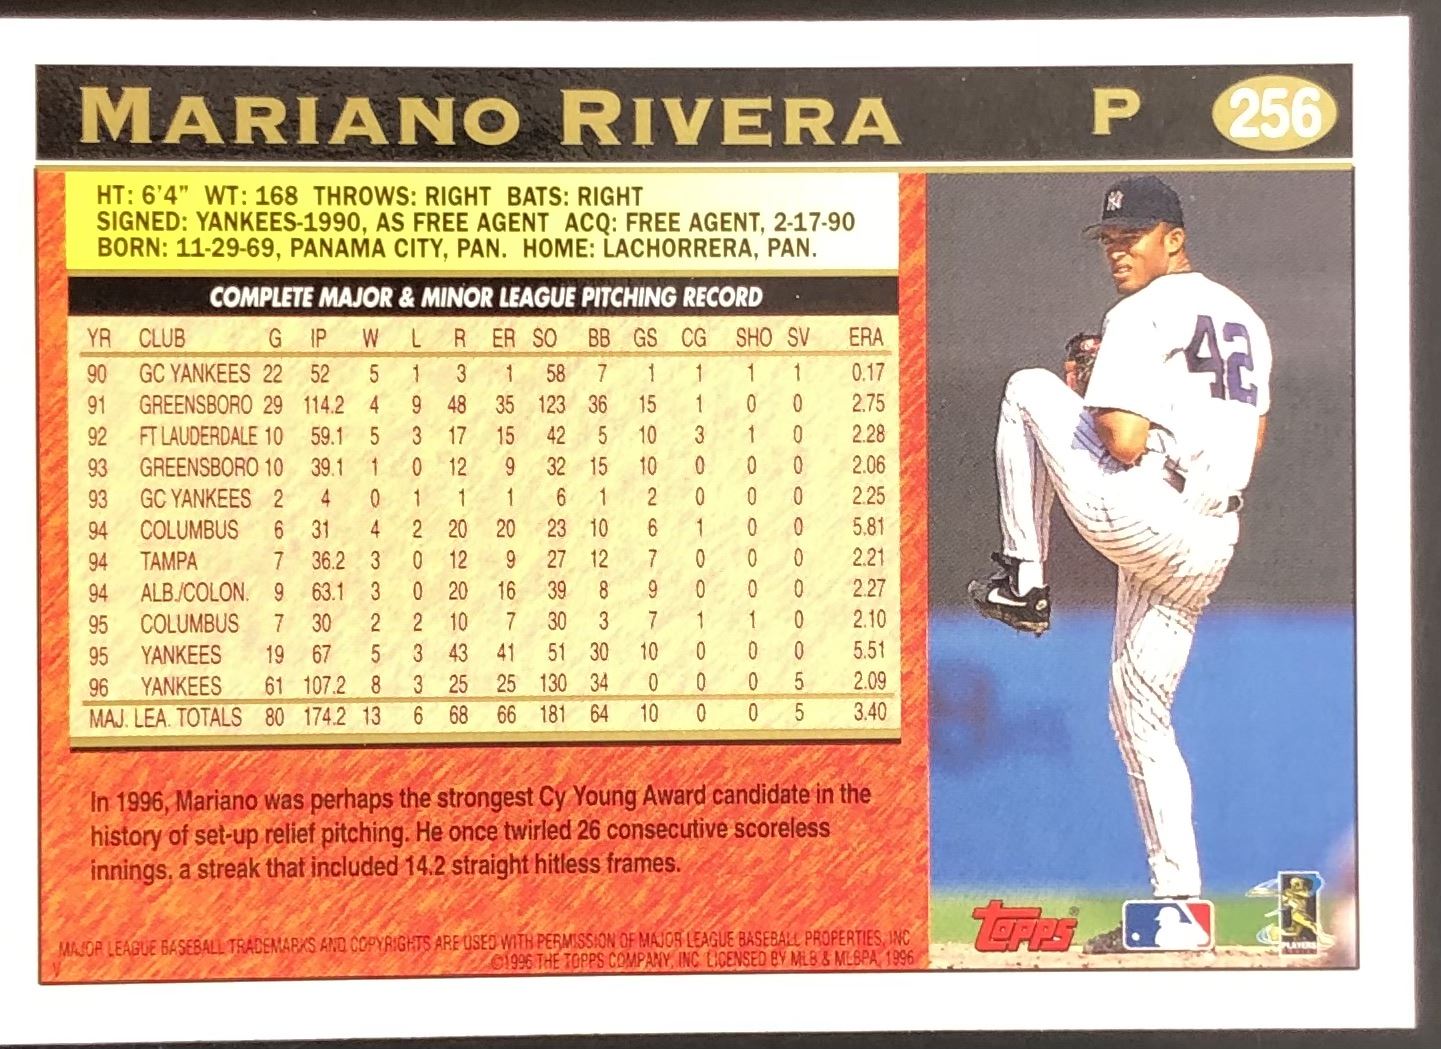 MARIANO RIVERA P 256
HT: 6'4" WT: 168 THROWS: RIGHT BATS: RIGHT
SIGNED: YANKEES-1990, AS FREE AGENT ACQ: FREE AGENT, 2-17-90
BORN: 11-29-69, PANAMA CITY, PAN. HOME: LACHORRERA, PAN.
COMPLETE MAJOR & MINOR LEAGUE PITCHING RECORD
YR CLUB G IP W L R ER SO BB GS CG SHO SV ERA
90 GC YANKEES 22 52 5 1 3 1 58 7 1 1 1 1 0.17
91 GREENSBORO 29 114.2 4 9 48 35 123 36 15 1 0 0 2.75
92 FT LAUDERDALE 10 59.1 5 3 17 15 42 5 10 3 1 0 2.28
93 GREENSBORO 10 39.1 1 0 12 9 32 15 10 0 0 0 2.06
93 GC YANKEES 2 4 0 1 1 1 6 1 2 0 0 0 2.25
94 COLUMBUS 6 31 4 2 20 20 23 10 6 1 0 0 5.81
94 TAMPA 7 36.2 3 0 12 9 27 12 7 0 0 0 2.21
94 ALB./COLON. 9 63.1 3 0 20 16 39 8 9 0 0 0 2.27
95 COLUMBUS 7 30 2 2 10 7 30 3 7 1 1 0 2.10
95 YANKEES 19 67 5 3 43 41 51 30 10 0 0 0 5.51
96 YANKEES 61 107.2 8 3 25 25 130 34 0 0 0 5 2.09
MAJ. LEA. TOTALS 80 174.2 13 6 68 66 181 64 10 0 0 5 3.40
In 1996, Mariano was perhaps the strongest Cy Young Award candidate in the
history of set-up relief pitching. He once twirled 26 consecutive scoreless
innings, a streak that included 14.2 straight hitless frames.
MAJOR LEAGUE BASEBALL TRADEMARKS AND COPYRIGHTS ARE USED WITH PERMISSION OF MAJOR LEAGUE BASEBALL PROPERTIES, INC.
©1996 THE TOPPS COMPANY, INC. LICENSED BY MLB & MLBPA, 1996
V
NY
42
TOPPS®
PLAYERS